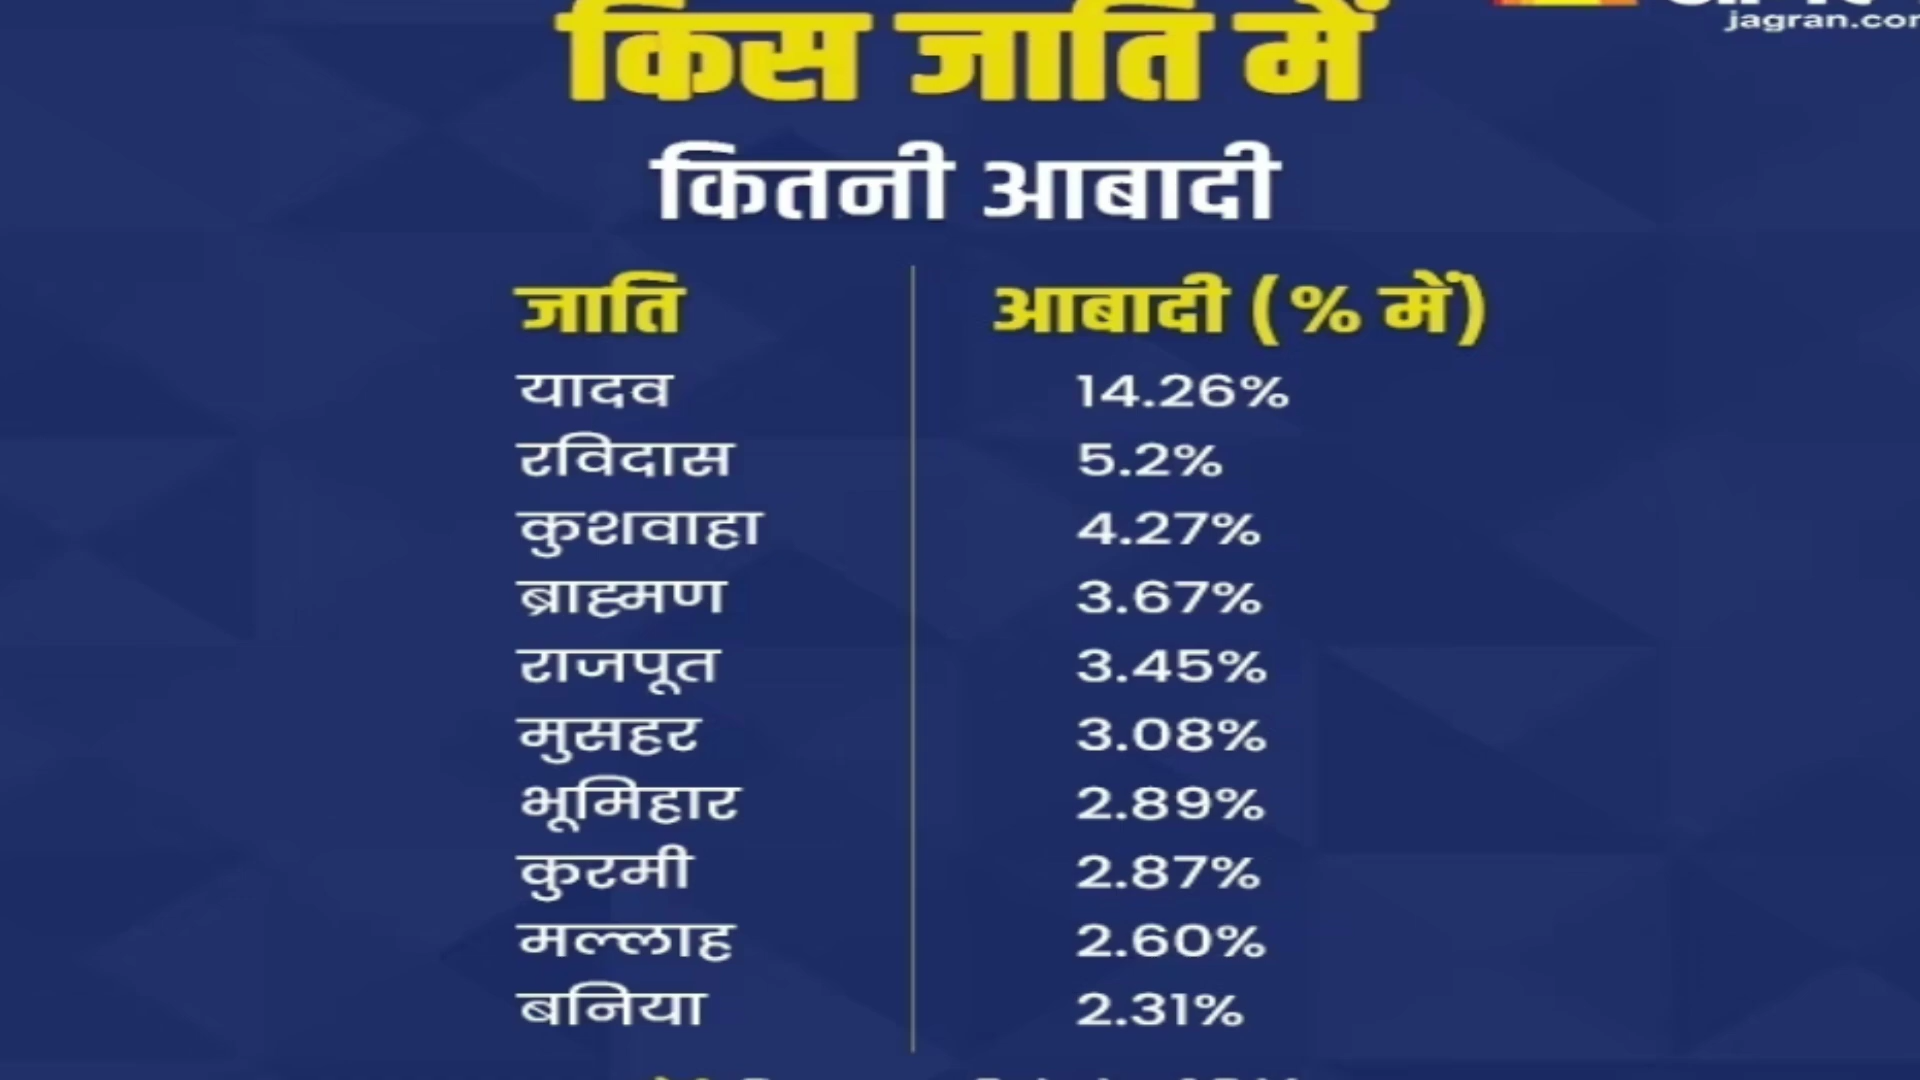 jagran.com
किस जाति में
कितनी आबादी
जाति आबादी (% में)
यादव 14.26%
रविदास 5.2%
कुशवाहा 4.27%
ब्राह्मण 3.67%
राजपूत 3.45%
मुसहर 3.08%
भूमिहार 2.89%
कुरमी 2.87%
मल्लाह 2.60%
बनिया 2.31%